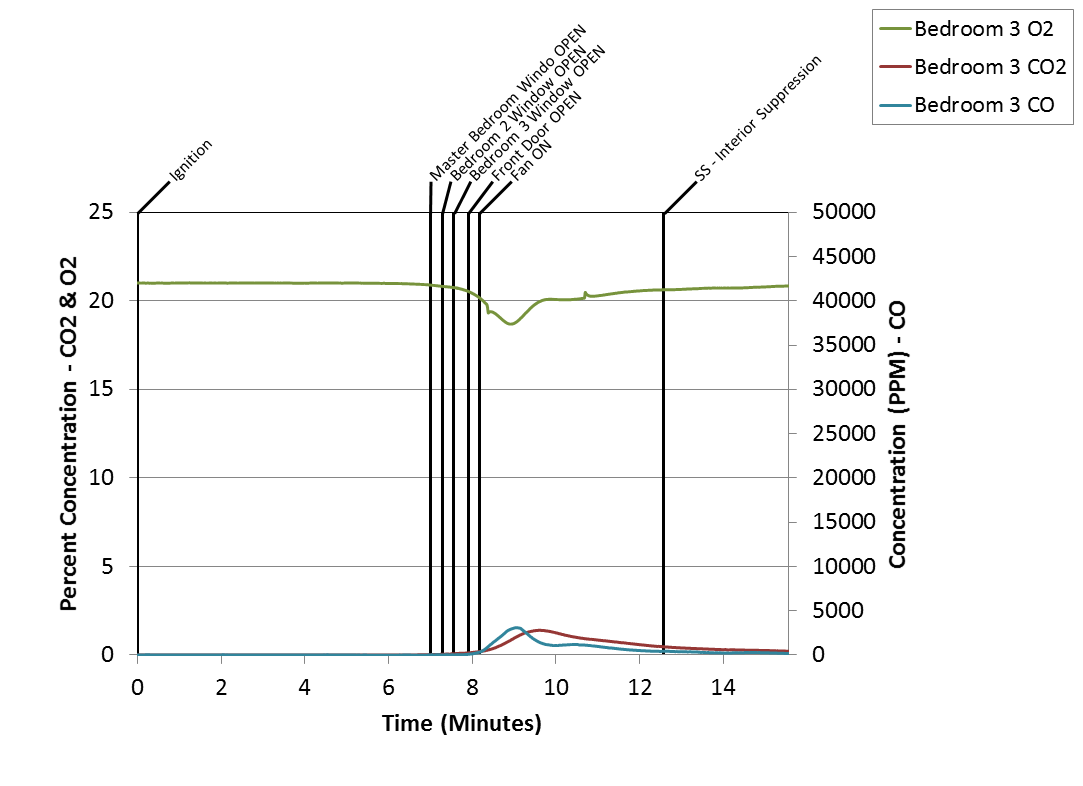 Bedroom 3 O2
Bedroom 3 CO2
Bedroom 3 CO
Ignition
Master Bedroom Windo OPEN
Bedroom 2 Window OPEN
Bedroom 3 Window OPEN
Front Door OPEN
Fan ON
SS - Interior Suppression
Percent Concentration - CO2 & O2
25
20
15
10
5
0
50000
45000
40000
35000
30000
25000
20000
15000
10000
5000
0
Concentration (PPM) - CO
0 2 4 6 8 10 12 14
Time (Minutes)